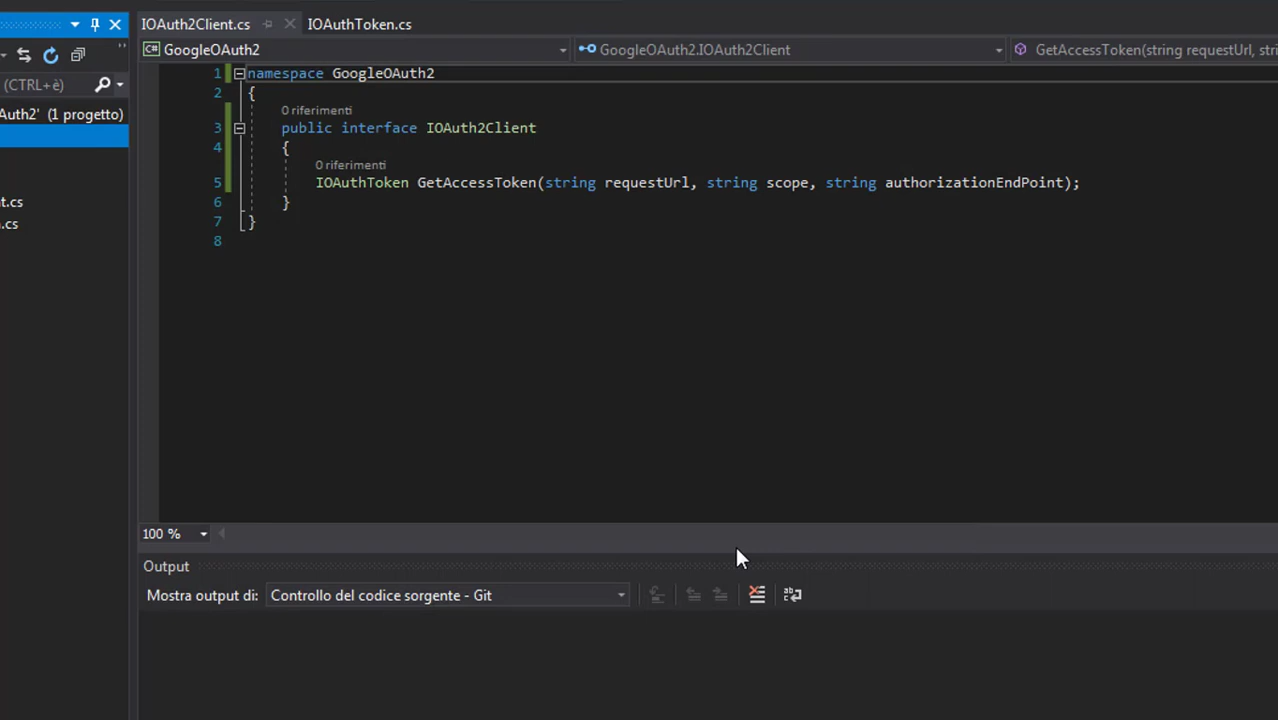 IOAuth2Client.cs IOAuthToken.cs
GoogleOAuth2 GoogleOAuth2.IOAuth2Client GetAccessToken(string requestUrl,
(CTRL+è)
Auth2' (1 progetto)
t.cs
.cs
1 namespace GoogleOAuth2
2 {
0 riferimenti
3 public interface IOAuth2Client
4 {
0 riferimenti
5 IOAuthToken GetAccessToken(string requestUrl, string scope, string authorizationEndPoint);
6 }
7 }
8
100 %
Output
Mostra output di: Controllo del codice sorgente - Git